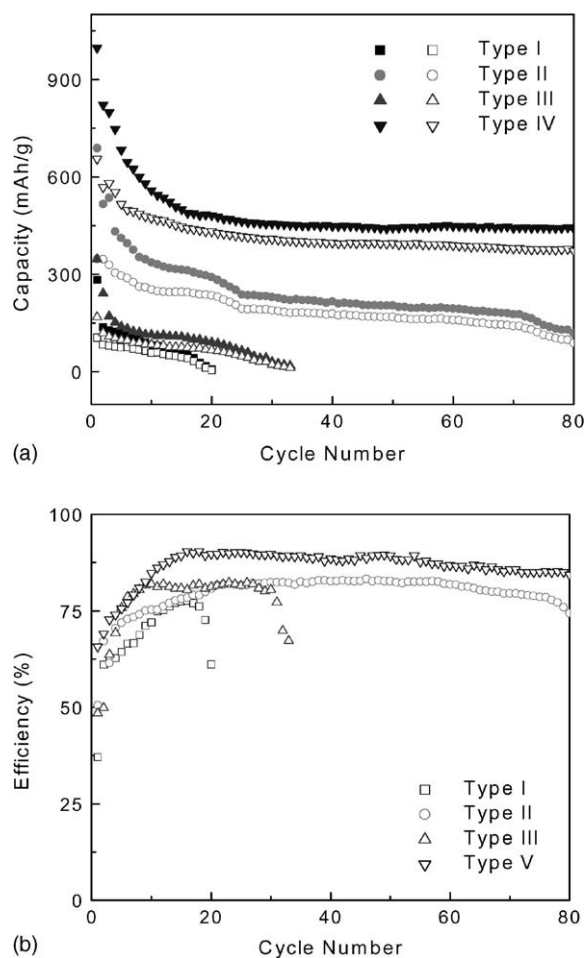 900
600
300
0
Capacity (mAh/g)
Type I
Type II
Type III
Type IV
0 20 40 60 80
Cycle Number
(a)
100
75
50
25
0
Efficiency (%)
Type I
Type II
Type III
Type V
0 20 40 60 80
Cycle Number
(b)